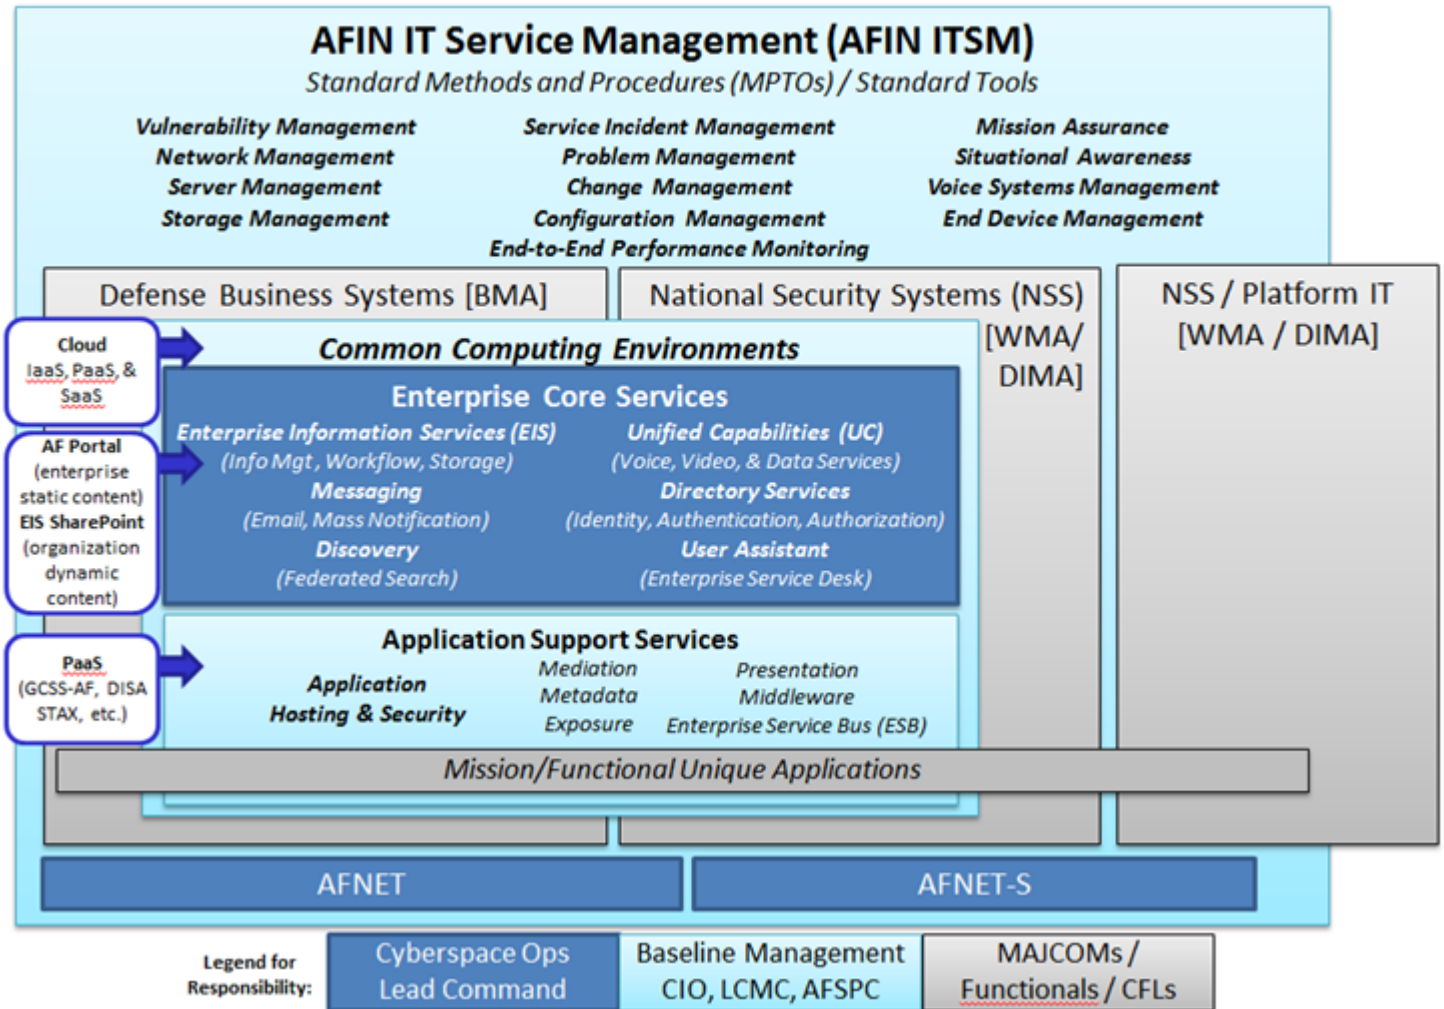 AFIN IT Service Management (AFIN ITSM)
Standard Methods and Procedures (MPTOs) / Standard Tools
Vulnerability Management
Network Management
Server Management
Storage Management
Service Incident Management
Problem Management
Change Management
Configuration Management
End-to-End Performance Monitoring
Mission Assurance
Situational Awareness
Voice Systems Management
End Device Management
Defense Business Systems [BMA]
National Security Systems (NSS)
[WMA/
DIMA]
NSS / Platform IT
[WMA / DIMA]
Cloud
IaaS, PaaS, &
SaaS
AF Portal
(enterprise
static content)
EIS SharePoint
(organization
dynamic
content)
PaaS
(GCSS-AF, DISA
STAX, etc.)
Common Computing Environments
Enterprise Core Services
Enterprise Information Services (EIS)
(Info Mgt, Workflow, Storage)
Messaging
(Email, Mass Notification)
Discovery
(Federated Search)
Unified Capabilities (UC)
(Voice, Video, & Data Services)
Directory Services
(Identity, Authentication, Authorization)
User Assistant
(Enterprise Service Desk)
Application Support Services
Application
Hosting & Security
Mediation
Metadata
Exposure
Presentation
Middleware
Enterprise Service Bus (ESB)
Mission/Functional Unique Applications
AFNET
AFNET-S
Legend for
Responsibility:
Cyberspace Ops
Lead Command
Baseline Management
CIO, LCMC, AFSPC
MAJCOMs /
Functionals / CFLs